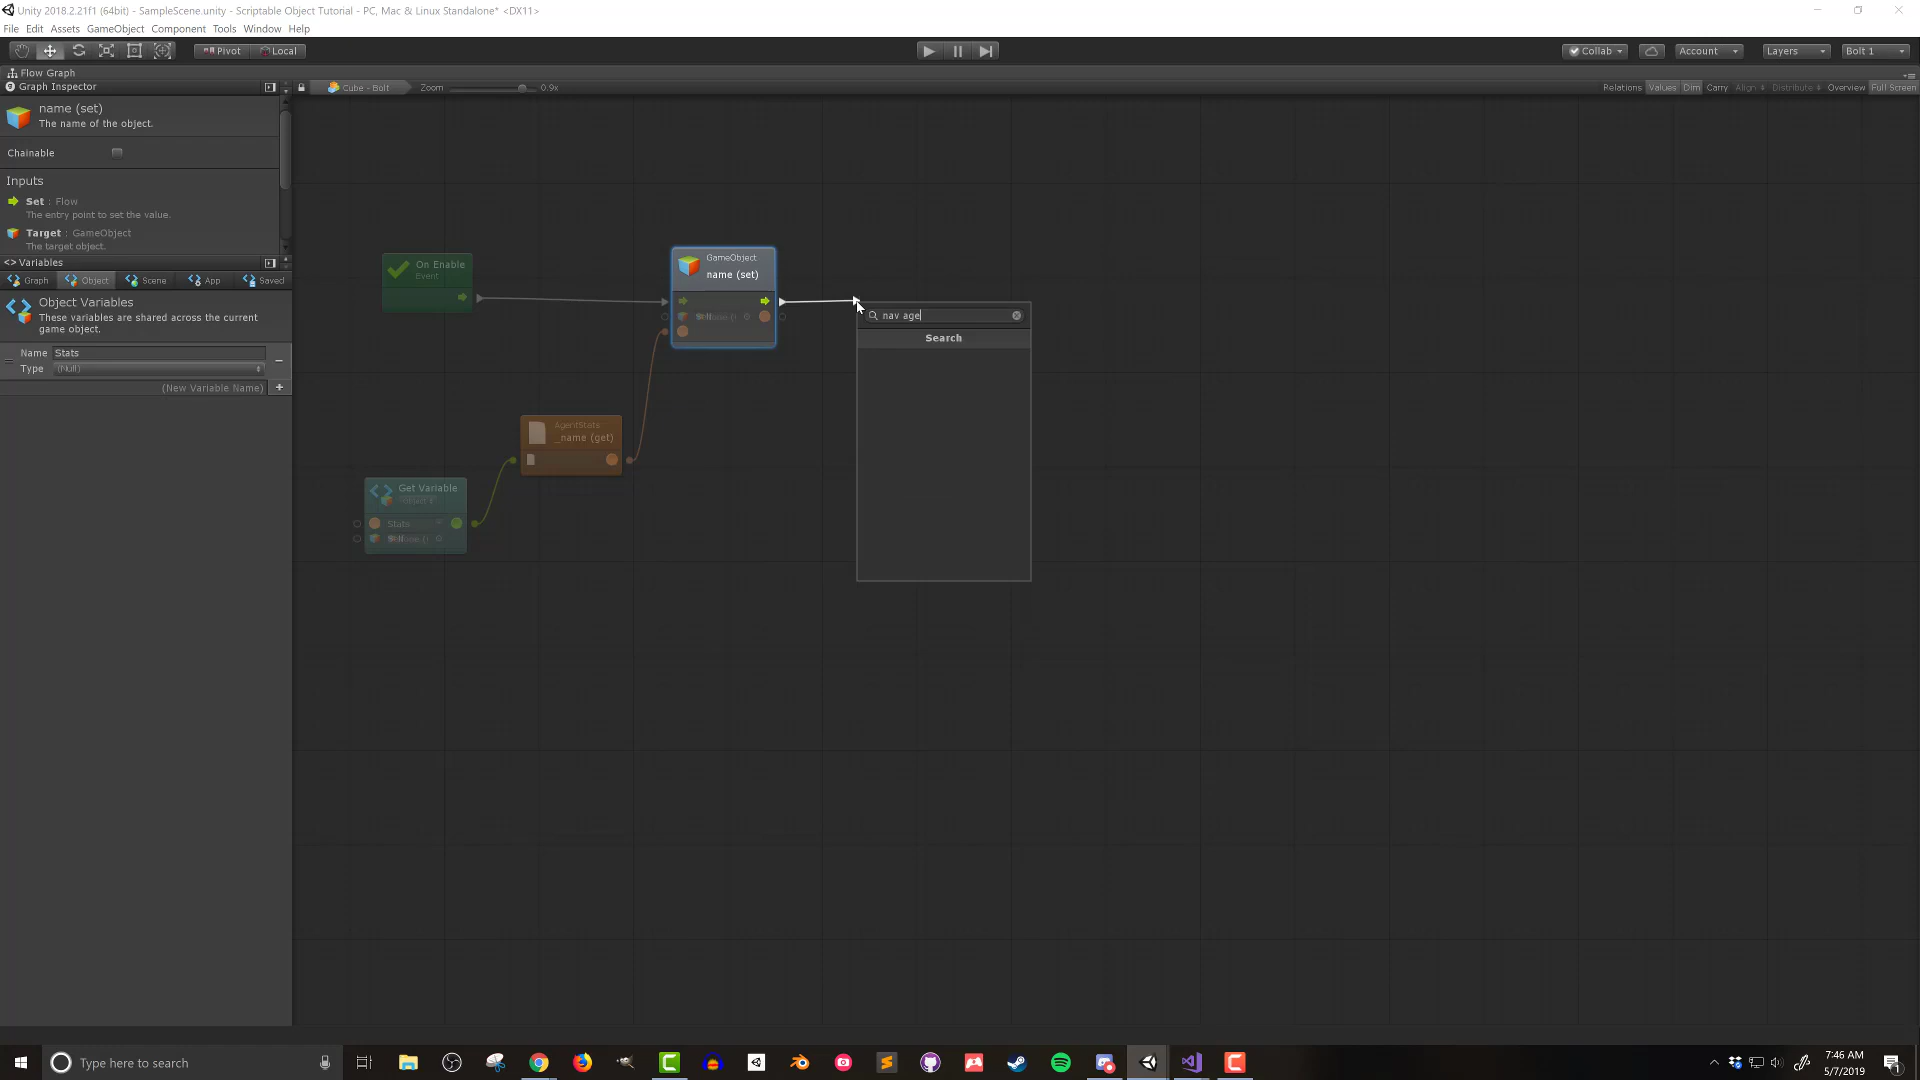 Unity 2018.2.21f1 (64bit) - SampleScene.unity - Scriptable Object Tutorial - PC, Mac & Linux Standalone* <DX11>
File Edit Assets GameObject Component Tools Window Help
Pivot Local Collab Account Layers Bolt 1
Flow Graph
Graph Inspector Cube - Bolt Zoom 0.9x Relations Values Dim Carry Align Distribute Overview Full Screen
name (set)
The name of the object.
Chainable
Inputs
Set : Flow
The entry point to set the value.
Target : GameObject
The target object.
<> Variables
Graph Object Scene App Saved
Object Variables
These variables are shared across the current
game object.
Name Stats
Type (Null)
(New Variable Name)
On Enable
Event
GameObject
name (set)
AgentStats
_name (get)
Get Variable
Object
Stats
nav age
Search
Type here to search
7:46 AM
5/7/2019
1